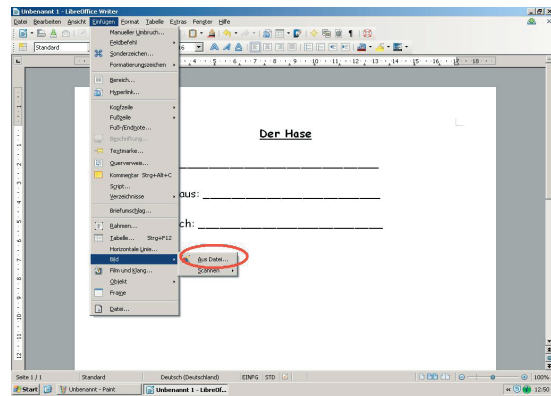 Unbenannt 1 - LibreOffice Writer
Datei Bearbeiten Ansicht Einfügen Format Tabelle Extras Fenster Hilfe
Standard
Manueller Umbruch...
Feldbefehl
Sonderzeichen...
Formatierungszeichen
Bereich...
Hyperlink...
Kopfzeile
Fußzeile
Fuß-/Endnote...
Beschriftung...
Textmarke...
Querverweis...
Kommentar Strg+Alt+C
Script...
Verzeichnisse
Briefumschlag...
Rahmen...
Tabelle... Strg+F12
Horizontale Linie...
Bild
Film und Klang...
Objekt
Frame
Datei...
Aus Datei...
Scannen
Der Hase
aus:
ch:
Seite 1 / 1 Standard Deutsch (Deutschland) EINFG STD 100%
Start Unbenannt - Paint Unbenannt 1 - LibreOf... 12:50